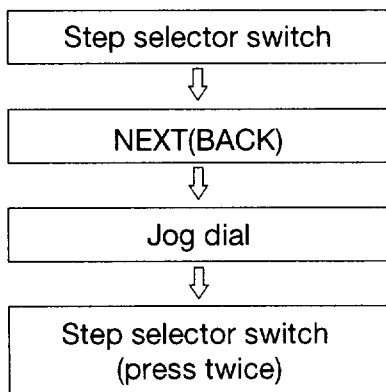 Step selector switch
NEXT(BACK)
Jog dial
Step selector switch
(press twice)